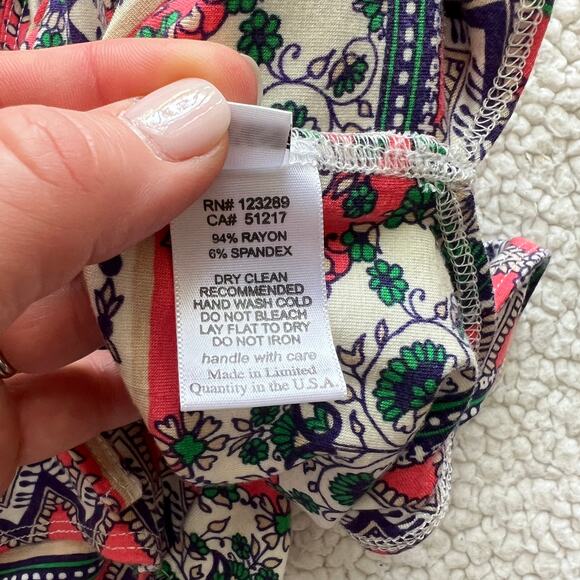 RN# 123289
CA# 51217
94% RAYON
6% SPANDEX
DRY CLEAN
RECOMMENDED
HAND WASH COLD
DO NOT BLEACH
LAY FLAT TO DRY
DO NOT IRON
handle with care
Made in Limited
Quantity in the U.S.A.